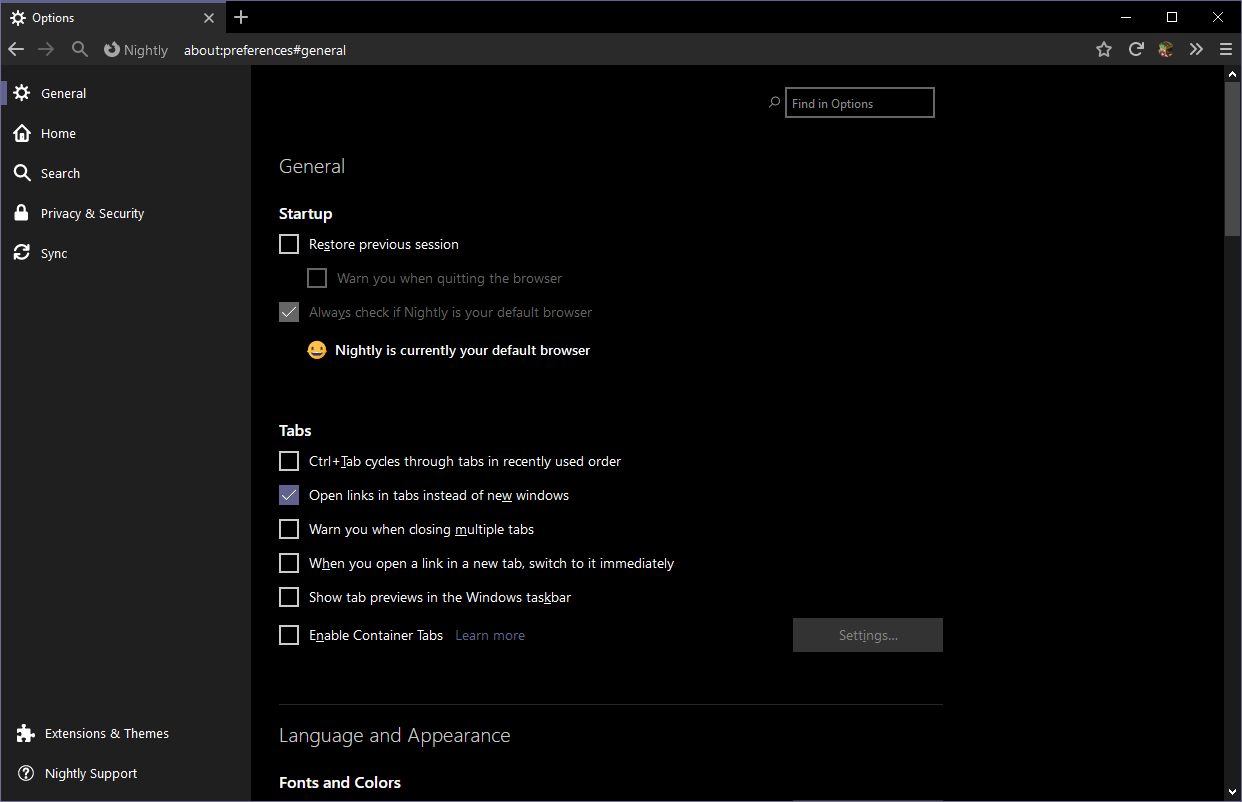 Options
Nightly about:preferences#general
General
Home
Search
Privacy & Security
Sync
Extensions & Themes
Nightly Support
Find in Options
General
Startup
Restore previous session
Warn you when quitting the browser
Always check if Nightly is your default browser
Nightly is currently your default browser
Tabs
Ctrl+Tab cycles through tabs in recently used order
Open links in tabs instead of new windows
Warn you when closing multiple tabs
When you open a link in a new tab, switch to it immediately
Show tab previews in the Windows taskbar
Enable Container Tabs Learn more Settings...
Language and Appearance
Fonts and Colors